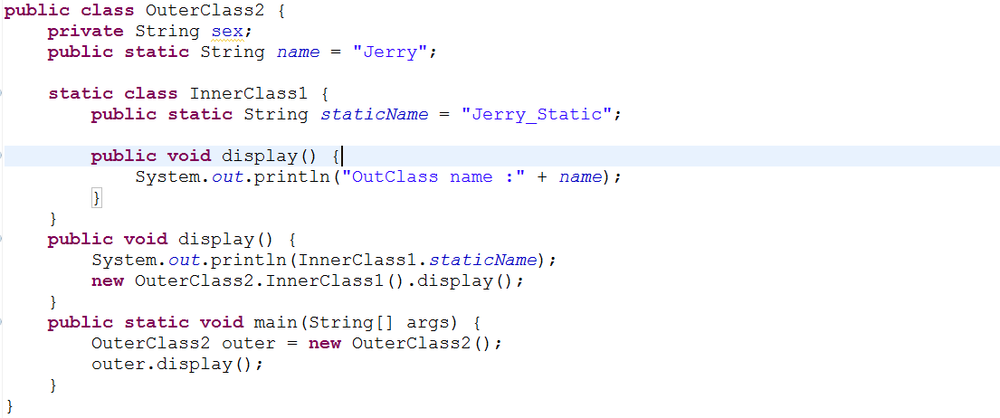 public class OuterClass2 {
    private String sex;
    public static String name = "Jerry";
    static class InnerClass1 {
        public static String staticName = "Jerry_Static";
        public void display() {
            System.out.println("OutClass name :" + name);
        }
    }
    public void display() {
        System.out.println(InnerClass1.staticName);
        new OuterClass2.InnerClass1().display();
    }
    public static void main(String[] args) {
        OuterClass2 outer = new OuterClass2();
        outer.display();
    }
}